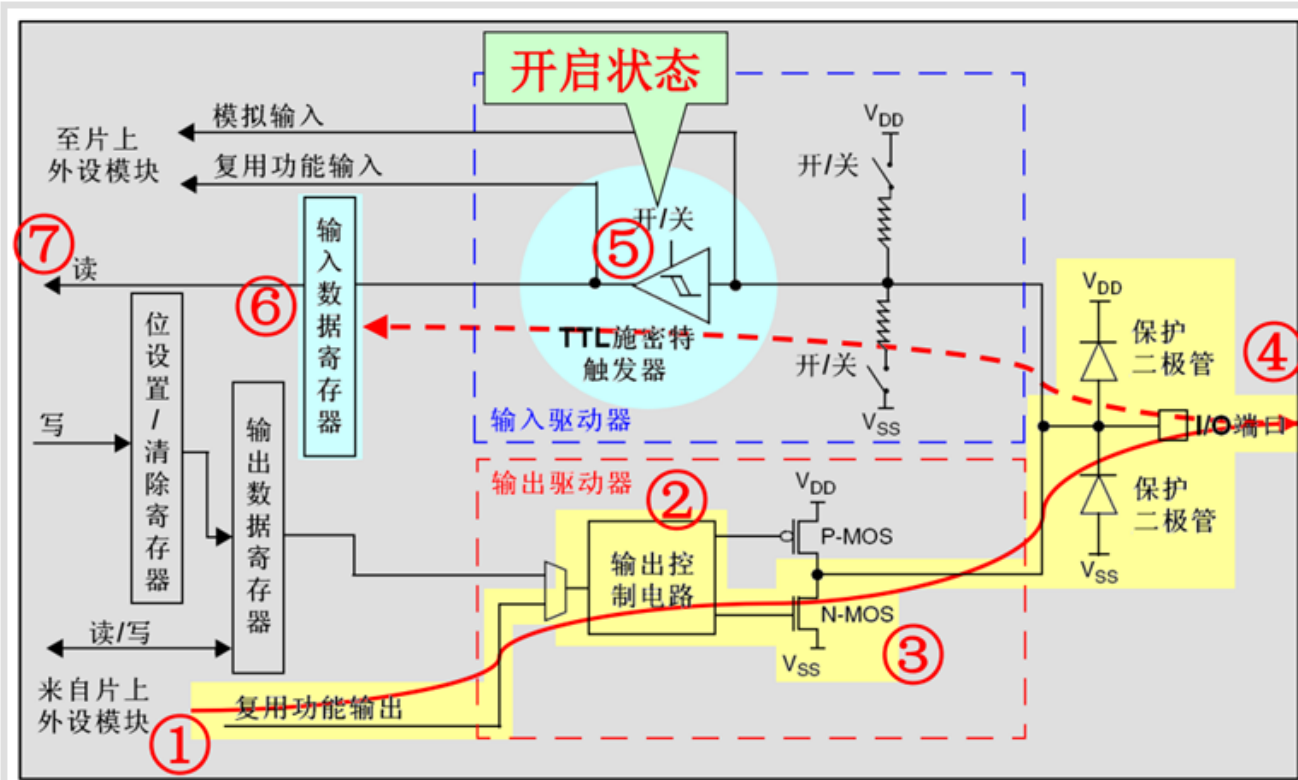 开启状态
模拟输入
至片上
外设模块
复用功能输入
VDD
开/关
开/关
⑤
⑦
读
⑥
输入数据寄存器
TTL施密特
触发器
开/关
VSS
输入驱动器
VDD
保护
二极管
④
I/O端口
位设置/清除寄存器
写
输出数据寄存器
输出驱动器
②
VDD
P-MOS
输出控
制电路
N-MOS
VSS
③
保护
二极管
VSS
读/写
来自片上
外设模块
复用功能输出
①